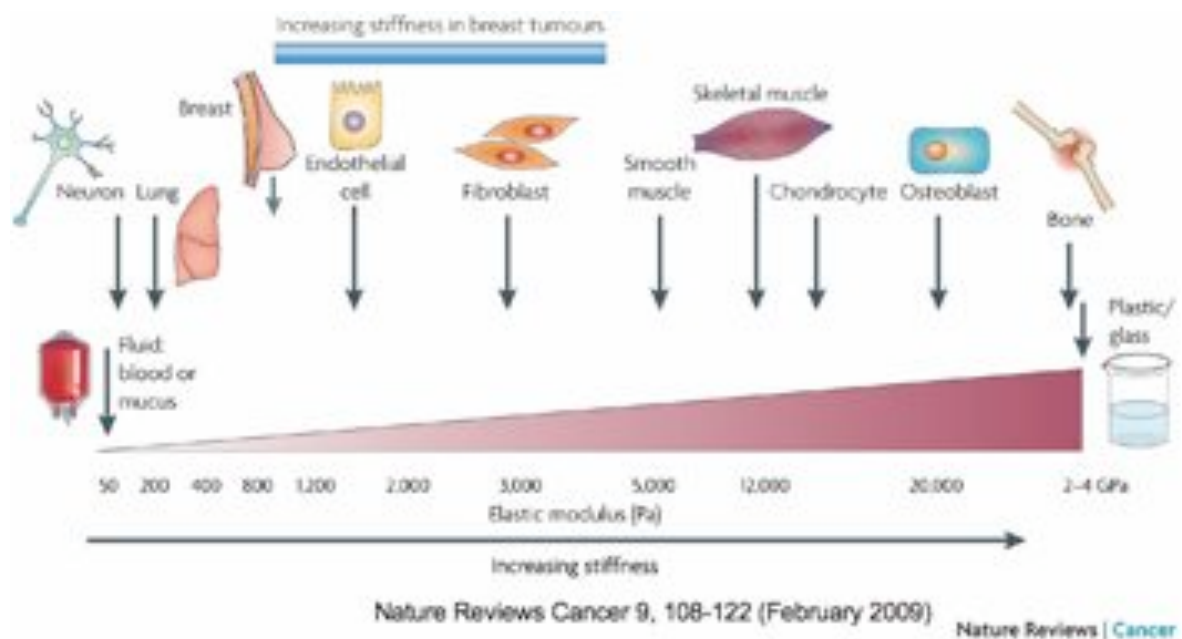 Increasing stiffness in breast tumours
Breast
Skeletal muscle
Neuron
Lung
Endothelial
cell
Fibroblast
Smooth
muscle
Chondrocyte
Osteoblast
Bone
Fluid:
blood or
mucus
Plastic/
glass
50 200 400 800 1,200 2,000 3,000 5,000 12,000 20,000 2–4 GPa
Elastic modulus (Pa)
Increasing stiffness
Nature Reviews Cancer 9, 108-122 (February 2009)
Nature Reviews | Cancer